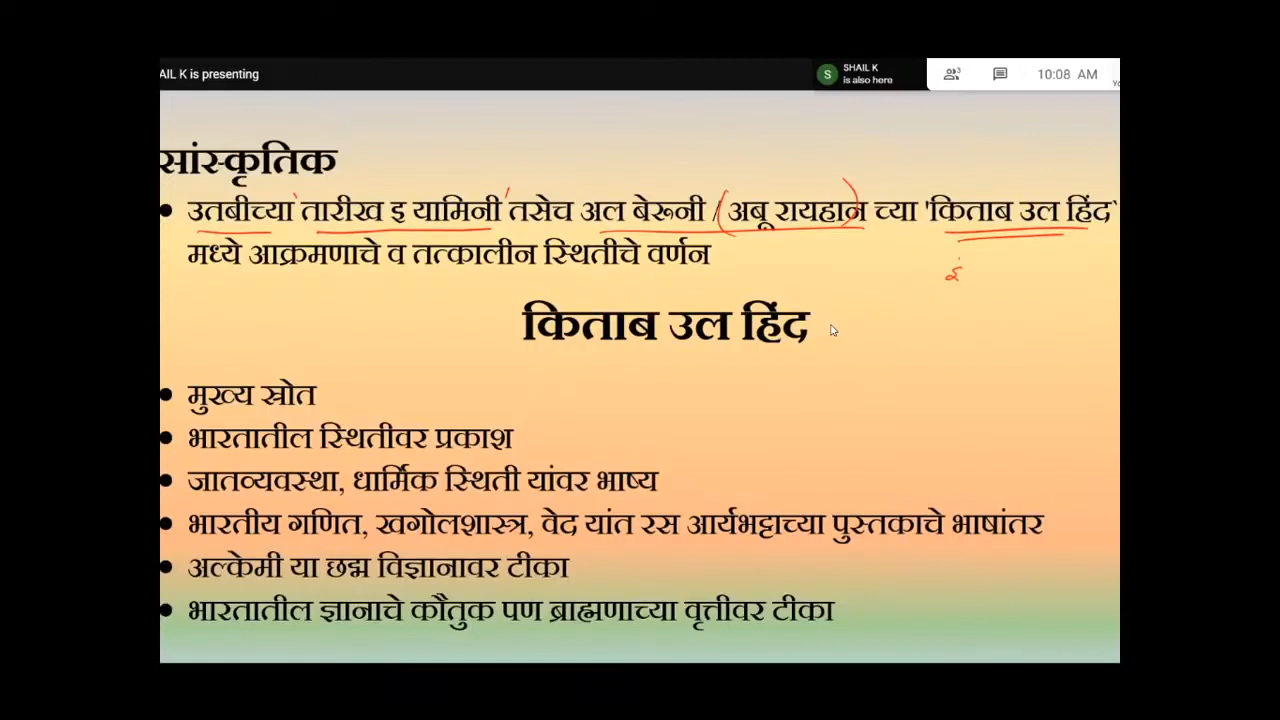 AIL K is presenting
S
SHAIL K
is also here
3
10:08 AM
सांस्कृतिक
• उतबीच्या 'तारीख इ यामिनी' तसेच अल बेरूनी / (अबू रायहान) च्या 'किताब उल हिंद`
मध्ये आक्रमणाचे व तत्कालीन स्थितीचे वर्णन
इं
किताब उल हिंद
• मुख्य स्रोत
• भारतातील स्थितीवर प्रकाश
• जातव्यवस्था, धार्मिक स्थिती यांवर भाष्य
• भारतीय गणित, खगोलशास्त्र, वेद यांत रस आर्यभट्टाच्या पुस्तकाचे भाषांतर
• अल्केमी या छद्म विज्ञानावर टीका
• भारतातील ज्ञानाचे कौतुक पण ब्राह्मणाच्या वृत्तीवर टीका